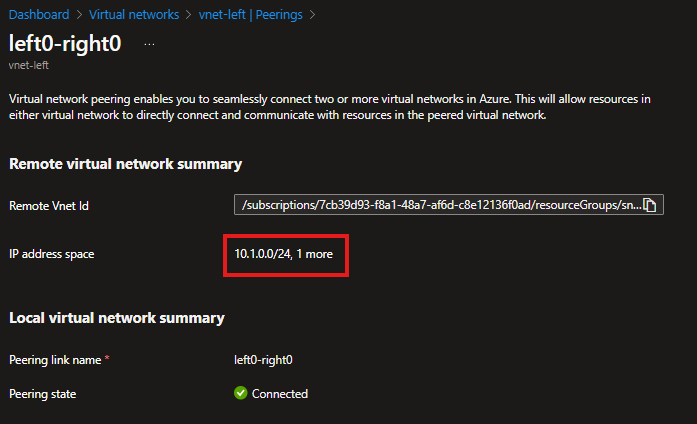 Dashboard > Virtual networks > vnet-left | Peerings >
left0-right0 ...
vnet-left
Virtual network peering enables you to seamlessly connect two or more virtual networks in Azure. This will allow resources in
either virtual network to directly connect and communicate with resources in the peered virtual network.
Remote virtual network summary
Remote Vnet Id /subscriptions/7cb39d93-f8a1-48a7-af6d-c8e12136f0ad/resourceGroups/sn...
IP address space 10.1.0.0/24, 1 more
Local virtual network summary
Peering link name * left0-right0
Peering state Connected